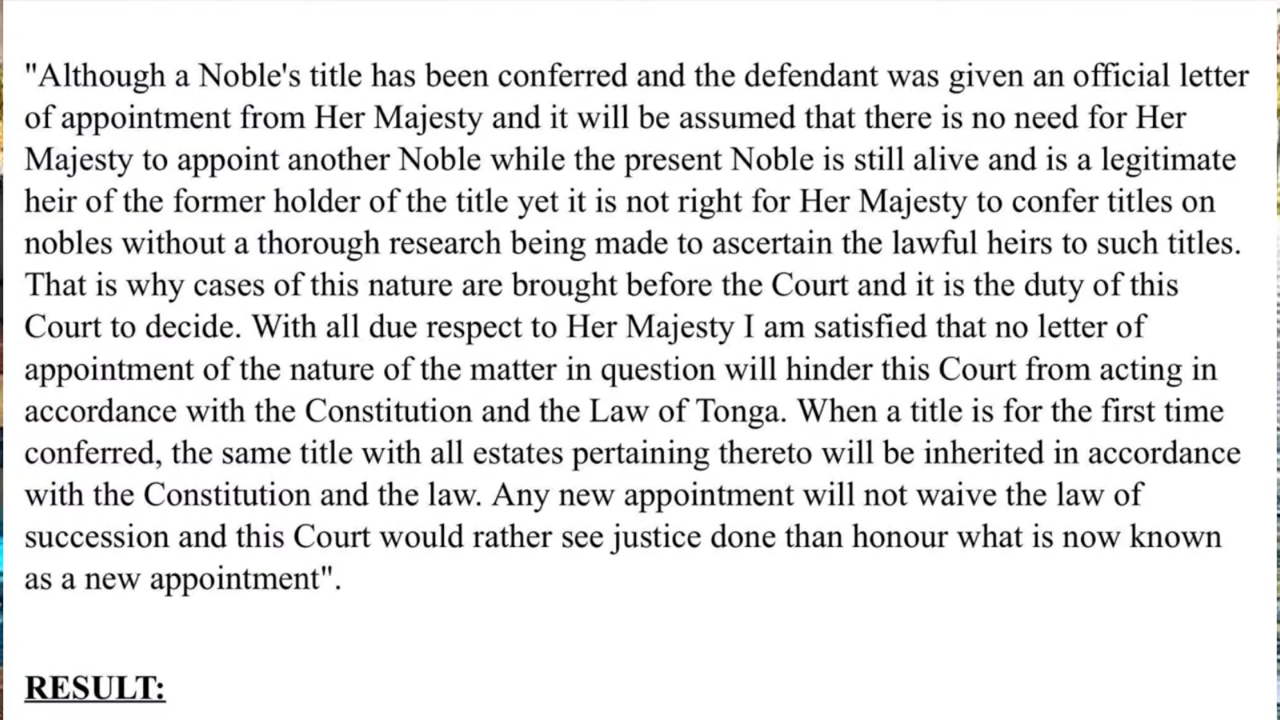 "Although a Noble's title has been conferred and the defendant was given an official letter
of appointment from Her Majesty and it will be assumed that there is no need for Her
Majesty to appoint another Noble while the present Noble is still alive and is a legitimate
heir of the former holder of the title yet it is not right for Her Majesty to confer titles on
nobles without a thorough research being made to ascertain the lawful heirs to such titles.
That is why cases of this nature are brought before the Court and it is the duty of this
Court to decide. With all due respect to Her Majesty I am satisfied that no letter of
appointment of the nature of the matter in question will hinder this Court from acting in
accordance with the Constitution and the Law of Tonga. When a title is for the first time
conferred, the same title with all estates pertaining thereto will be inherited in accordance
with the Constitution and the law. Any new appointment will not waive the law of
succession and this Court would rather see justice done than honour what is now known
as a new appointment".
RESULT: